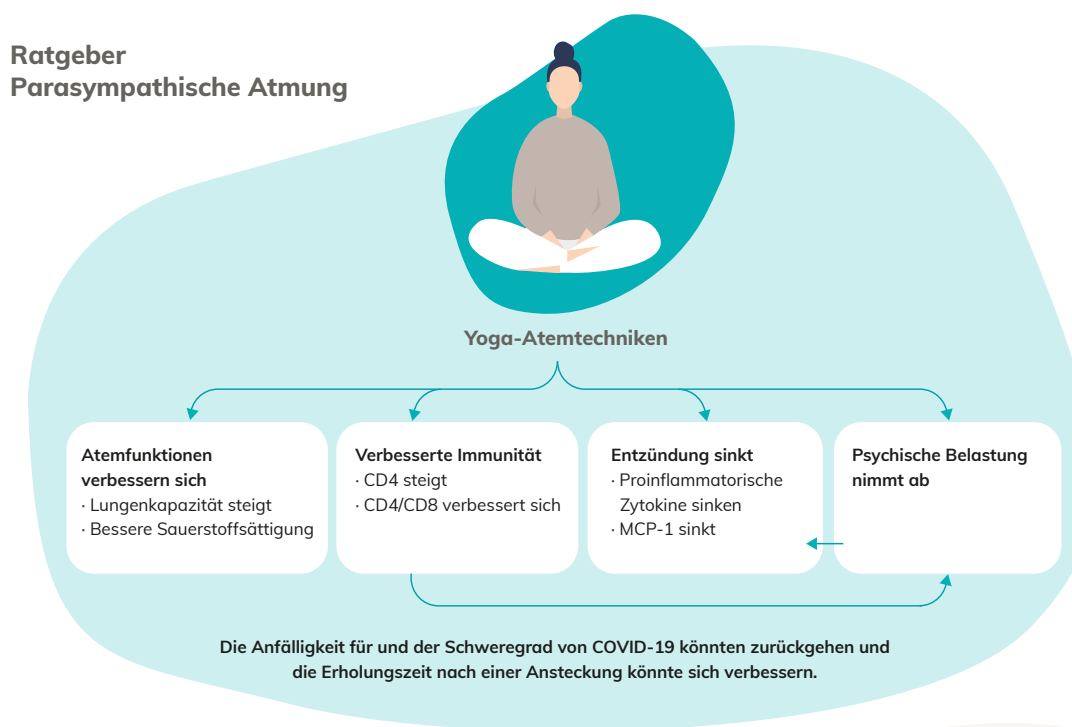 Ratgeber
Parasympathische Atmung
Yoga-Atemtechniken
Atemfunktionen
verbessern sich
· Lungenkapazität steigt
· Bessere Sauerstoffsättigung
Verbesserte Immunität
· CD4 steigt
· CD4/CD8 verbessert sich
Entzündung sinkt
· Proinflammatorische
Zytokine sinken
· MCP-1 sinkt
Psychische Belastung
nimmt ab
Die Anfälligkeit für und der Schweregrad von COVID-19 könnten zurückgehen und
die Erholungszeit nach einer Ansteckung könnte sich verbessern.